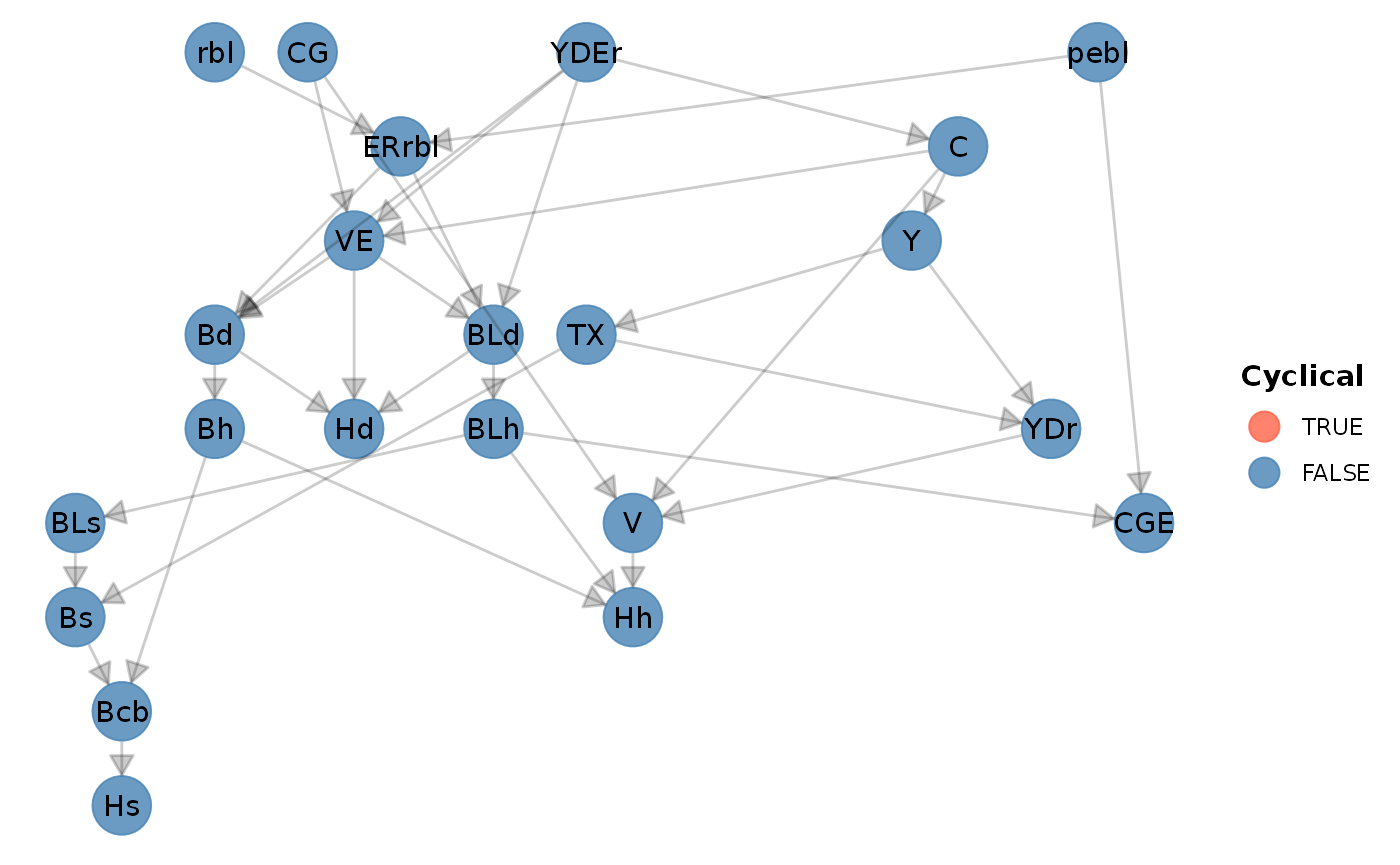 rbl
CG
YDEr
pebl
ERrbl
C
VE
Y
Bd
BLd
TX
Bh
Hd
BLh
YDr
BLs
V
CGE
Bs
Hh
Bcb
Hs
Cyclical
TRUE
FALSE